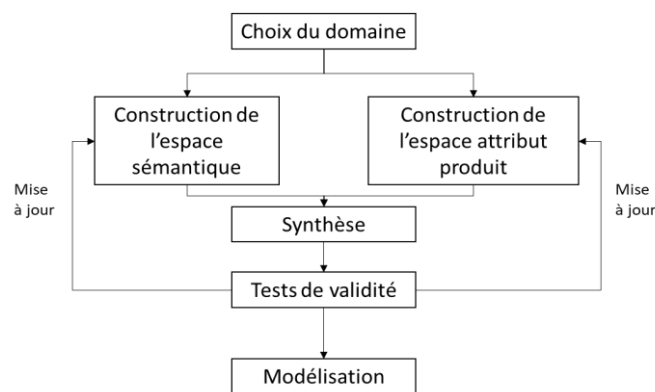 Choix du domaine
Construction de
l'espace
sémantique
Construction de
l'espace attribut
produit
Mise
à jour
Mise
à jour
Synthèse
Tests de validité
Modélisation